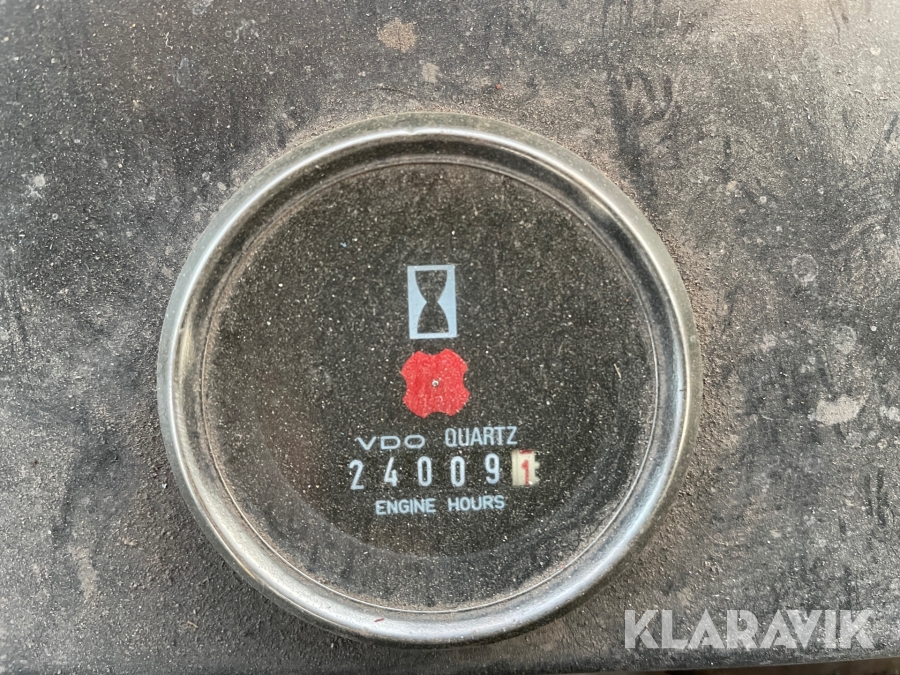 VDO QUARTZ
240091
ENGINE HOURS
KLARAVIK